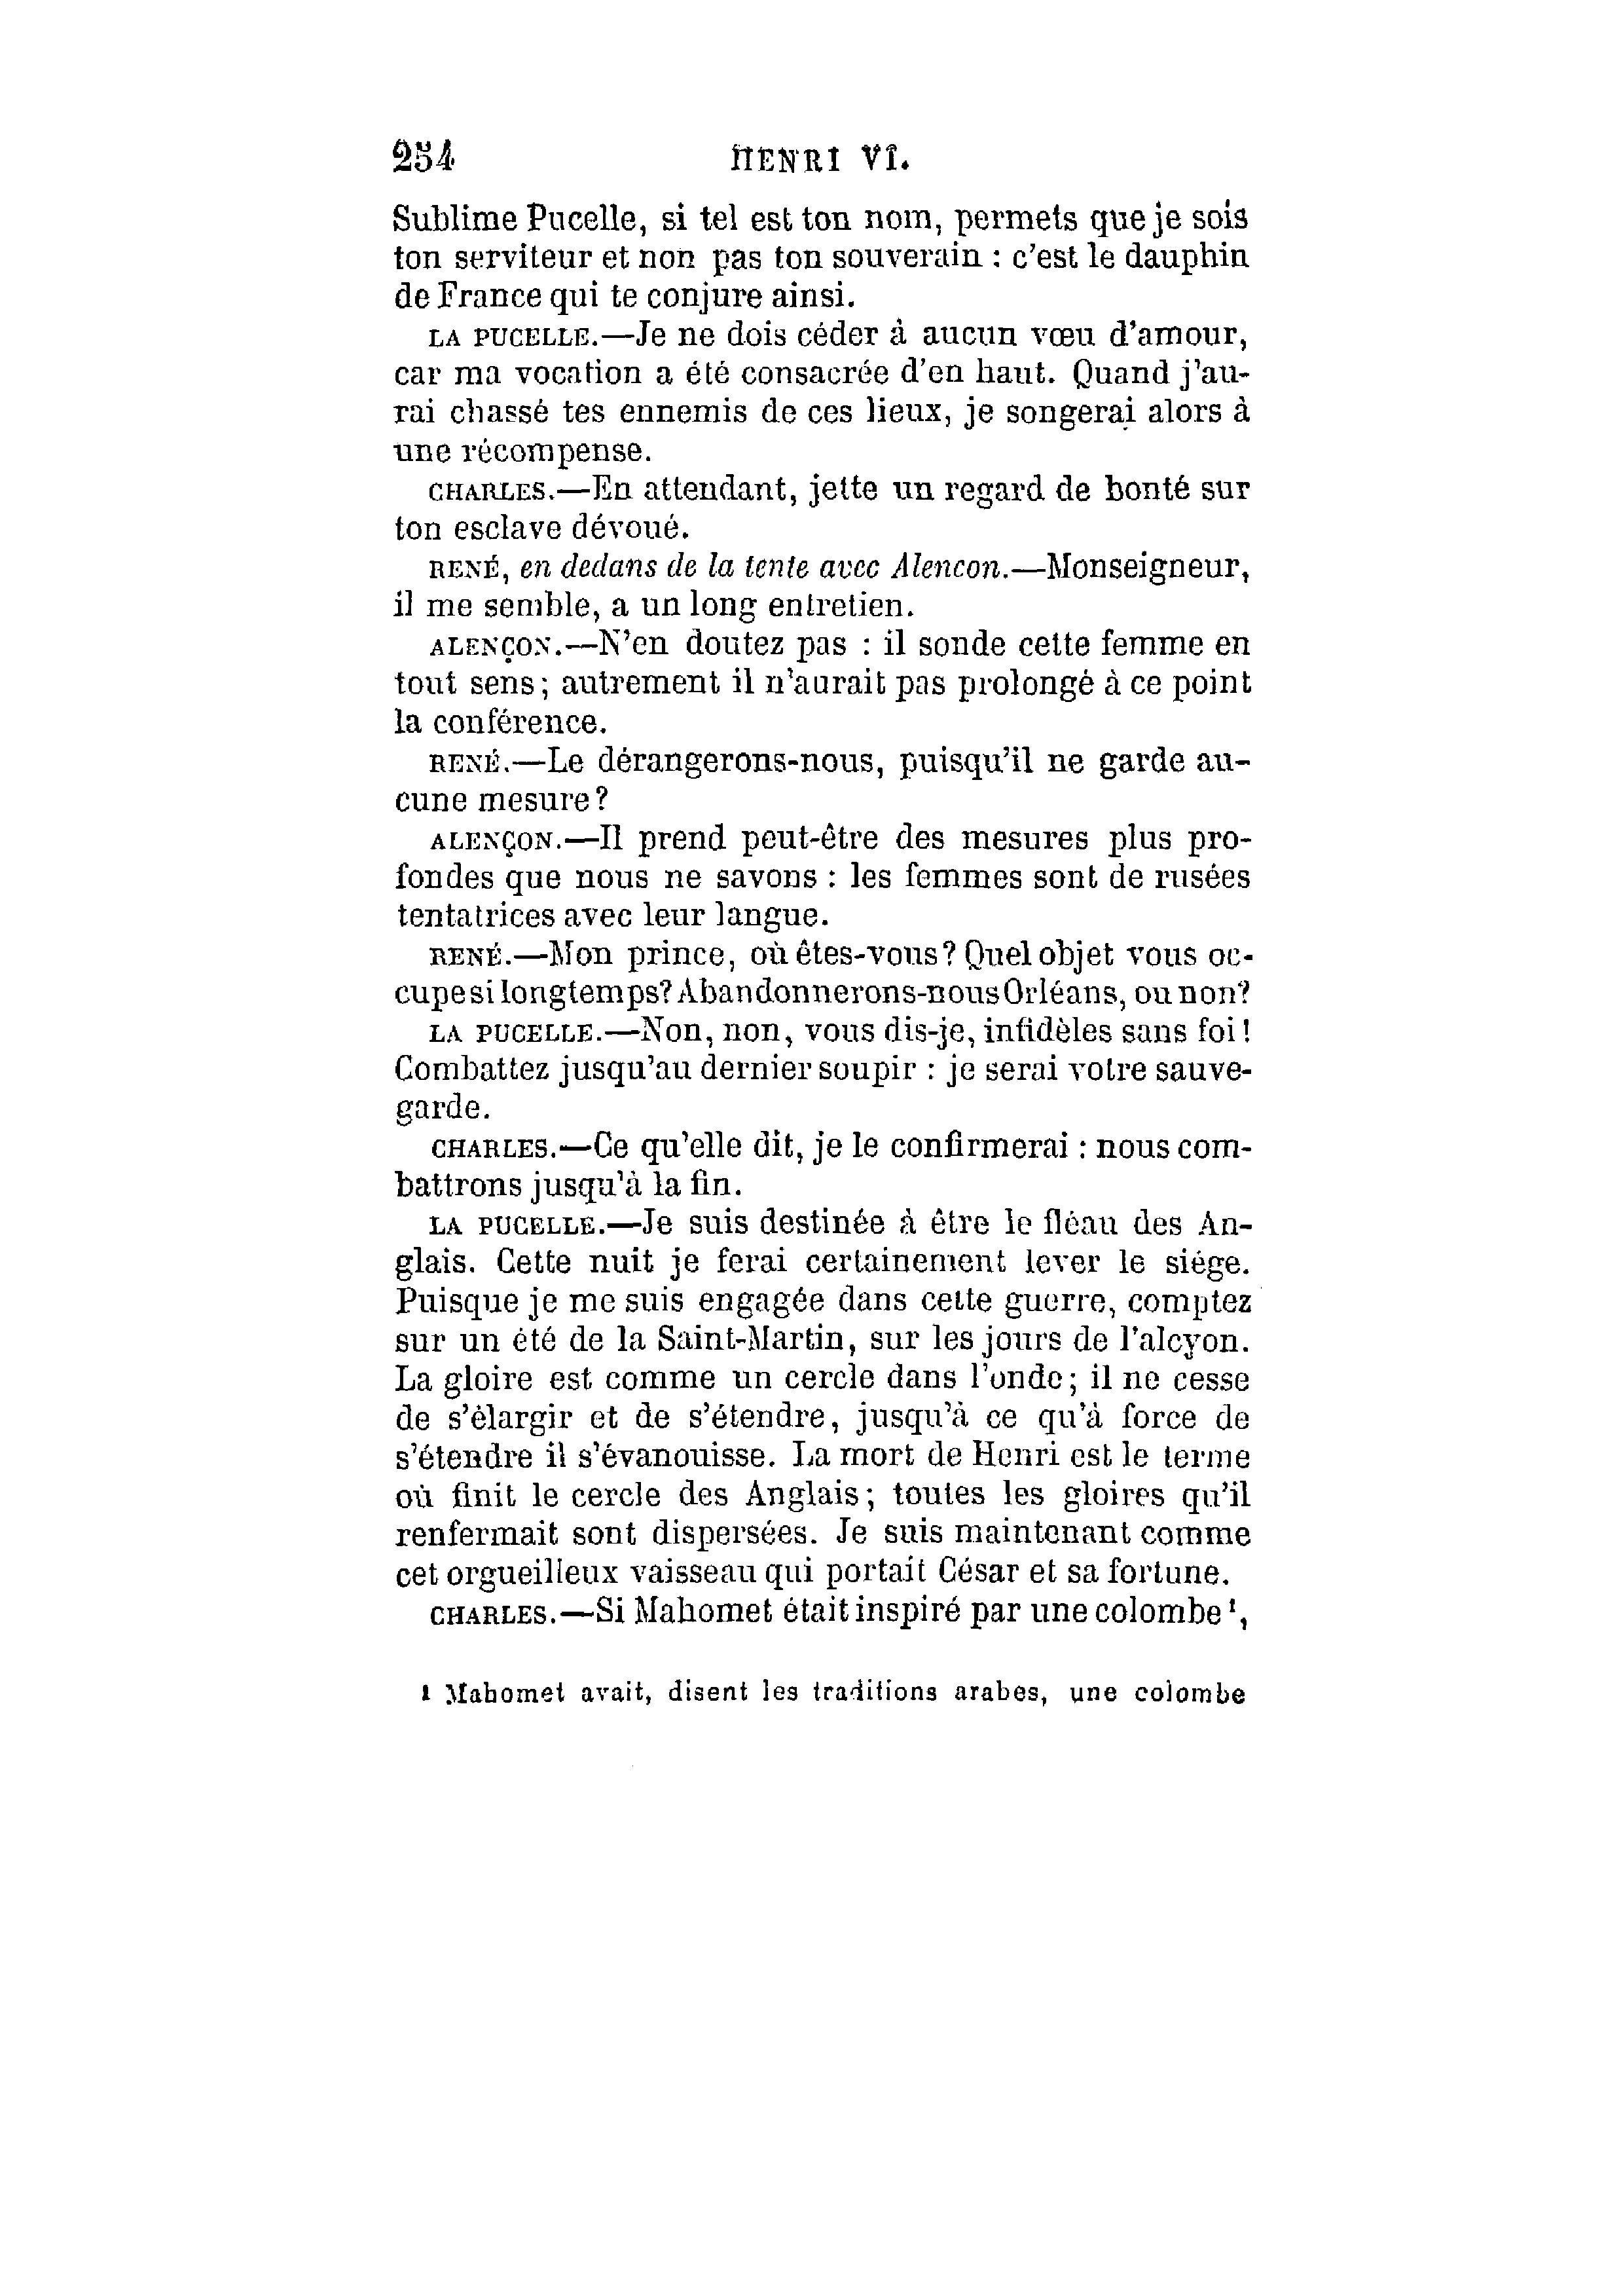 254 HENRI VI.
Sublime Pucelle, si tel est ton nom, permets que je sois
ton serviteur et non pas ton souverain : c'est le dauphin
de France qui te conjure ainsi.
LA PUCELLE.—Je ne dois céder à aucun vœu d'amour,
car ma vocation a été consacrée d'en haut. Quand j'au-
rai chassé tes ennemis de ces lieux, je songerai alors à
une récompense.
CHARLES.—En attendant, jette un regard de bonté sur
ton esclave dévoué.
RENÉ, en dedans de la tente avec Alencon.—Monseigneur,
il me semble, a un long entretien.
ALENÇON.—N'en doutez pas : il sonde cette femme en
tout sens; autrement il n'aurait pas prolongé à ce point
la conférence.
RENÉ.—Le dérangerons-nous, puisqu'il ne garde au-
cune mesure?
ALENÇON.—Il prend peut-être des mesures plus pro-
fondes que nous ne savons : les femmes sont de rusées
tentatrices avec leur langue.
RENÉ.—Mon prince, où êtes-vous? Quel objet vous oc-
cupe si longtemps? Abandonnerons-nous Orléans, ou non?
LA PUCELLE.—Non, non, vous dis-je, infidèles sans foi!
Combattez jusqu'au dernier soupir : je serai votre sauve-
garde.
CHARLES.—Ce qu'elle dit, je le confirmerai : nous com-
battrons jusqu'à la fin.
LA PUCELLE.—Je suis destinée à être le fléau des An-
glais. Cette nuit je ferai certainement lever le siége.
Puisque je me suis engagée dans cette guerre, comptez
sur un été de la Saint-Martin, sur les jours de l'alcyon.
La gloire est comme un cercle dans l'onde; il ne cesse
de s'élargir et de s'étendre, jusqu'à ce qu'à force de
s'étendre il s'évanouisse. La mort de Henri est le terme
où finit le cercle des Anglais; toutes les gloires qu'il
renfermait sont dispersées. Je suis maintenant comme
cet orgueilleux vaisseau qui portait César et sa fortune.
CHARLES.—Si Mahomet était inspiré par une colombe¹,
¹ Mahomet avait, disent les traditions arabes, une colombe